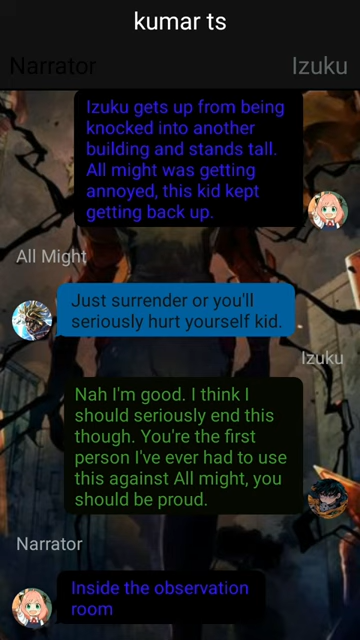 kumar ts
Narrator
Izuku
Izuku gets up from being
knocked into another
building and stands tall.
All might was getting
annoyed, this kid kept
getting back up.
All Might
Just surrender or you'll
seriously hurt yourself kid.
Izuku
Nah I'm good. I think I
should seriously end this
though. You're the first
person I've ever had to use
this against All might, you
should be proud.
Narrator
Inside the observation
room